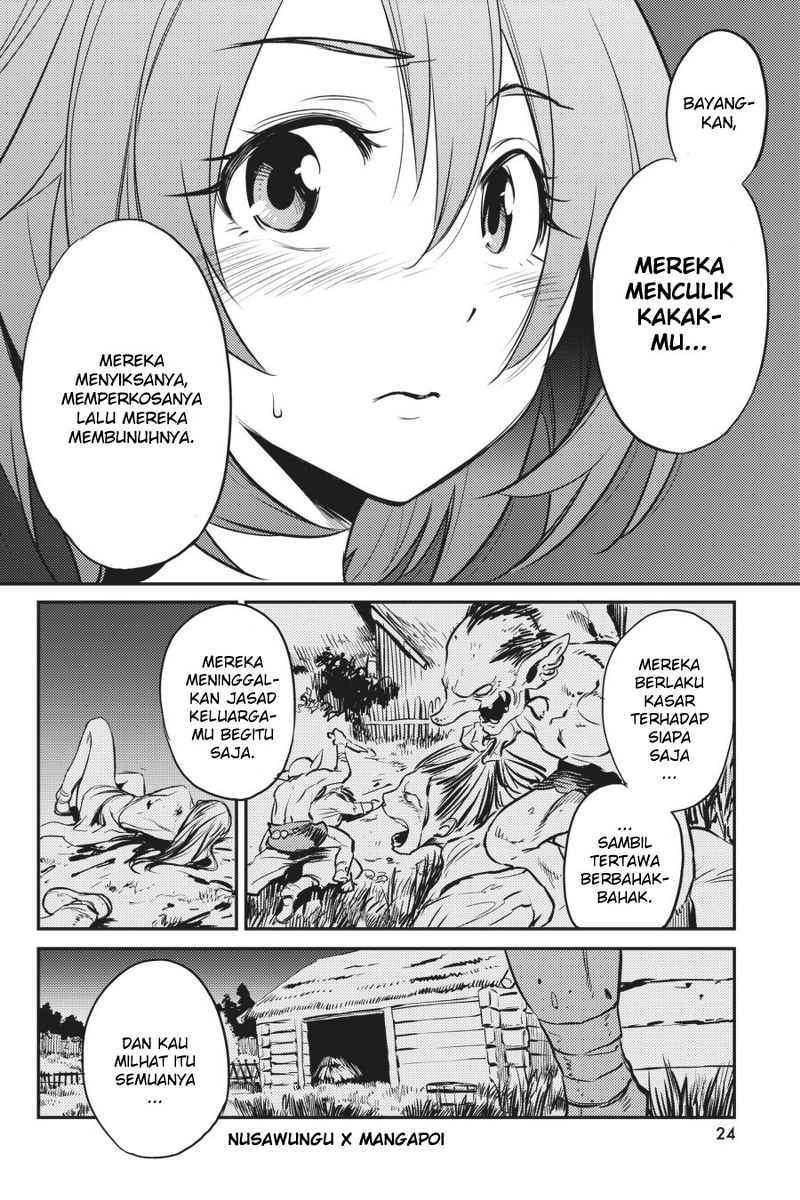 BAYANG-
KAN,
MEREKA
MENCULIK
KAKAK-
MU...
MEREKA
MENYIKSANYA,
MEMPERKOSANYA
LALU MEREKA
MEMBUNUHNYA.
MEREKA
BERLAKU
KASAR
TERHADAP
SIAPA
SAJA
...
...
SAMBIL
TERTAWA
BERBAHAK-
BAHAK.
MEREKA
MENINGGAL-
KAN JASAD
KELUARGA-
MU BEGITU
SAJA.
DAN KAU
MILHAT ITU
SEMUANYA
...
NUSAWUNGU X MANGAPOI
24